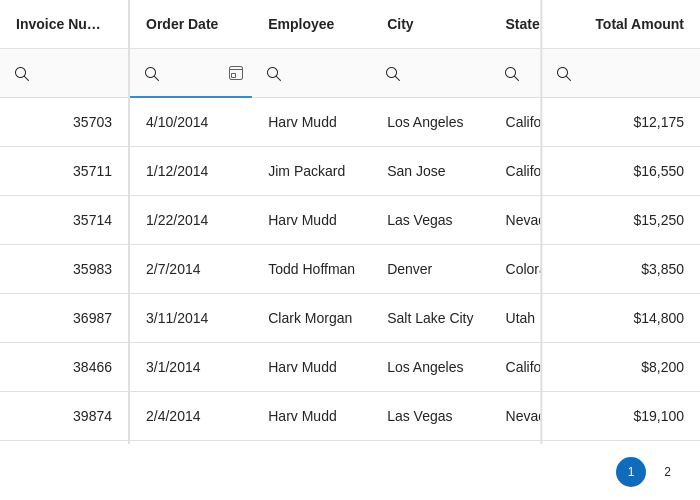 Invoice Nu… Order Date Employee City State Total Amount
35703 4/10/2014 Harv Mudd Los Angeles Califo $12,175
35711 1/12/2014 Jim Packard San Jose Califo $16,550
35714 1/22/2014 Harv Mudd Las Vegas Nevad $15,250
35983 2/7/2014 Todd Hoffman Denver Colora $3,850
36987 3/11/2014 Clark Morgan Salt Lake City Utah $14,800
38466 3/1/2014 Harv Mudd Los Angeles Califo $8,200
39874 2/4/2014 Harv Mudd Las Vegas Nevad $19,100
1 2